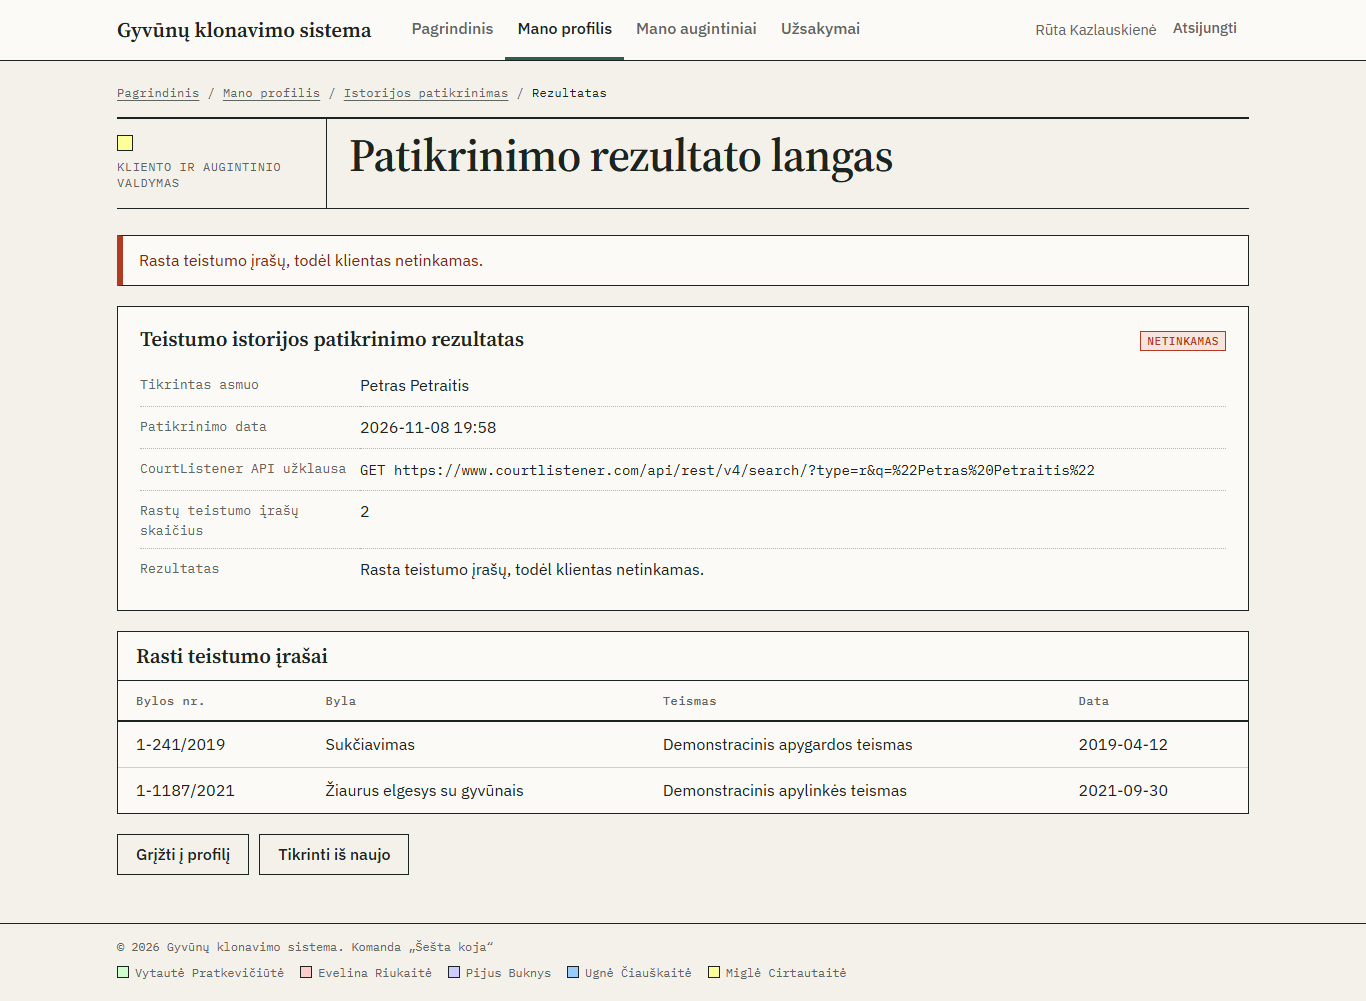 Gyvūnų klonavimo sistema
Pagrindinis
Mano profilis
Mano augintiniai
Užsakymai
Rūta Kazlauskienė
Atsijungti
Pagrindinis / Mano profilis / Istorijos patikrinimas / Rezultatas
KLIENTO IR AUGINTINIO
VALDYMAS
Patikrinimo rezultato langas
Rasta teistumo įrašų, todėl klientas netinkamas.
Teistumo istorijos patikrinimo rezultatas
NETINKAMAS
Tikrintas asmuo
Petras Petraitis
Patikrinimo data
2026-11-08 19:58
CourtListener API užklausa
GET https://www.courtlistener.com/api/rest/v4/search/?type=r&q=%22Petras%20Petraitis%22
Rastų teistumo įrašų
skaičius
2
Rezultatas
Rasta teistumo įrašų, todėl klientas netinkamas.
Rasti teistumo įrašai
Bylos nr. Byla Teismas Data
1-241/2019 Sukčiavimas Demonstracinis apygardos teismas 2019-04-12
1-1187/2021 Žiaurus elgesys su gyvūnais Demonstracinis apylinkės teismas 2021-09-30
Grįžti į profilį
Tikrinti iš naujo
© 2026 Gyvūnų klonavimo sistema. Komanda „Šešta koja“
Vytautė Pratkevičiūtė Evelina Riukaitė Pijus Buknys Ugnė Čiauškaitė Miglė Cirtautaitė